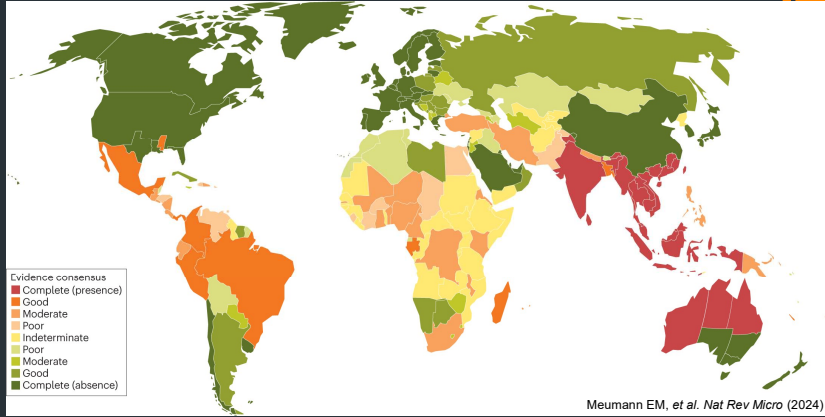 Evidence consensus
Complete (presence)
Good
Moderate
Poor
Indeterminate
Poor
Moderate
Good
Complete (absence)
Meumann EM, et al. Nat Rev Micro (2024)